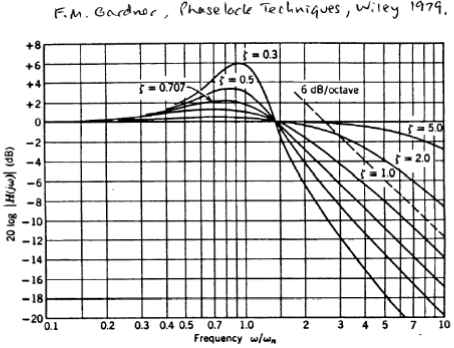 F.M. Gardner, Phaselock Techniques, Wiley 1979.
+8
+6
+4
+2
0
−2
−4
−6
−8
−10
−12
−14
−16
−18
−20
20 log |H(jω)| (dB)
ζ = 0.3
ζ = 0.5
ζ = 0.707
6 dB/octave
ζ = 5.0
ζ = 2.0
ζ = 1.0
0.1 0.2 0.3 0.4 0.5 0.7 1.0 2 3 4 5 7 10
Frequency ω/ωn